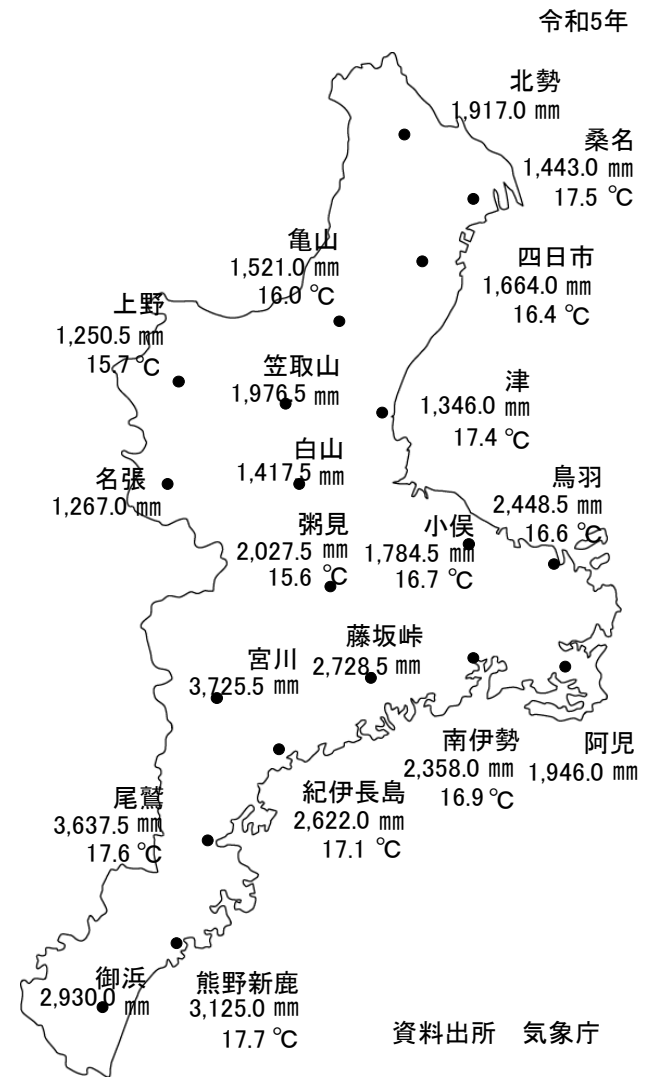 令和5年
北勢
1,917.0 mm
桑名
1,443.0 mm
17.5 ℃
亀山
1,521.0 mm
16.0 ℃
四日市
1,664.0 mm
16.4 ℃
上野
1,250.5 mm
15.7 ℃
笠取山
1,976.5 mm
津
1,346.0 mm
17.4 ℃
白山
1,417.5 mm
名張
1,267.0 mm
鳥羽
2,448.5 mm
16.6 ℃
粥見
2,027.5 mm
15.6 ℃
小俣
1,784.5 mm
16.7 ℃
藤坂峠
2,728.5 mm
宮川
3,725.5 mm
南伊勢
2,358.0 mm
16.9 ℃
阿児
1,946.0 mm
尾鷲
3,637.5 mm
17.6 ℃
紀伊長島
2,622.0 mm
17.1 ℃
御浜
2,930.0 mm
熊野新鹿
3,125.0 mm
17.7 ℃
資料出所　気象庁